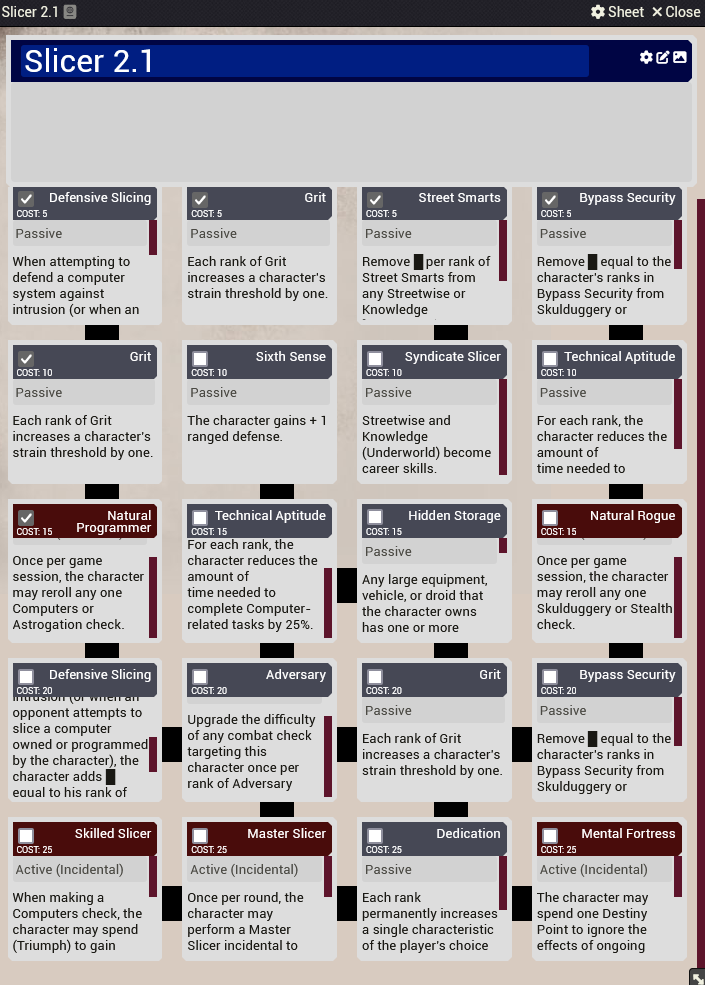 Slicer 2.1
Sheet
Close
Slicer 2.1
Defensive Slicing
COST: 5
Passive
When attempting to
defend a computer
system against
intrusion (or when an
Grit
COST: 5
Passive
Each rank of Grit
increases a character's
strain threshold by one.
Street Smarts
COST: 5
Passive
Remove per rank of
Street Smarts from
any Streetwise or
Knowledge
Bypass Security
COST: 5
Passive
Remove equal to the
character's ranks in
Bypass Security from
Skulduggery or
Grit
COST: 10
Passive
Each rank of Grit
increases a character's
strain threshold by one.
Sixth Sense
COST: 10
Passive
The character gains + 1
ranged defense.
Syndicate Slicer
COST: 10
Passive
Streetwise and
Knowledge
(Underworld) become
career skills.
Technical Aptitude
COST: 10
Passive
For each rank, the
character reduces the
amount of
time needed to
Natural
Programmer
COST: 15
Once per game
session, the character
may reroll any one
Computers or
Astrogation check.
Technical Aptitude
COST: 15
For each rank, the
character reduces the
amount of
time needed to
complete Computer-
related tasks by 25%.
Hidden Storage
COST: 15
Passive
Any large equipment,
vehicle, or droid that
the character owns
has one or more
Natural Rogue
COST: 15
Once per game
session, the character
may reroll any one
Skulduggery or Stealth
check.
Defensive Slicing
COST: 20
intrusion (or when an
opponent attempts to
slice a computer
owned or programmed
by the character), the
character adds
equal to his rank of
Adversary
COST: 20
Upgrade the difficulty
of any combat check
targeting this
character once per
rank of Adversary
Grit
COST: 20
Passive
Each rank of Grit
increases a character's
strain threshold by one.
Bypass Security
COST: 20
Passive
Remove equal to the
character's ranks in
Bypass Security from
Skulduggery or
Skilled Slicer
COST: 25
Active (Incidental)
When making a
Computers check, the
character may spend
(Triumph) to gain
Master Slicer
COST: 25
Active (Incidental)
Once per round, the
character may
perform a Master
Slicer incidental to
Dedication
COST: 25
Passive
Each rank
permanently increases
a single characteristic
of the player's choice
Mental Fortress
COST: 25
Active (Incidental)
The character may
spend one Destiny
Point to ignore the
effects of ongoing